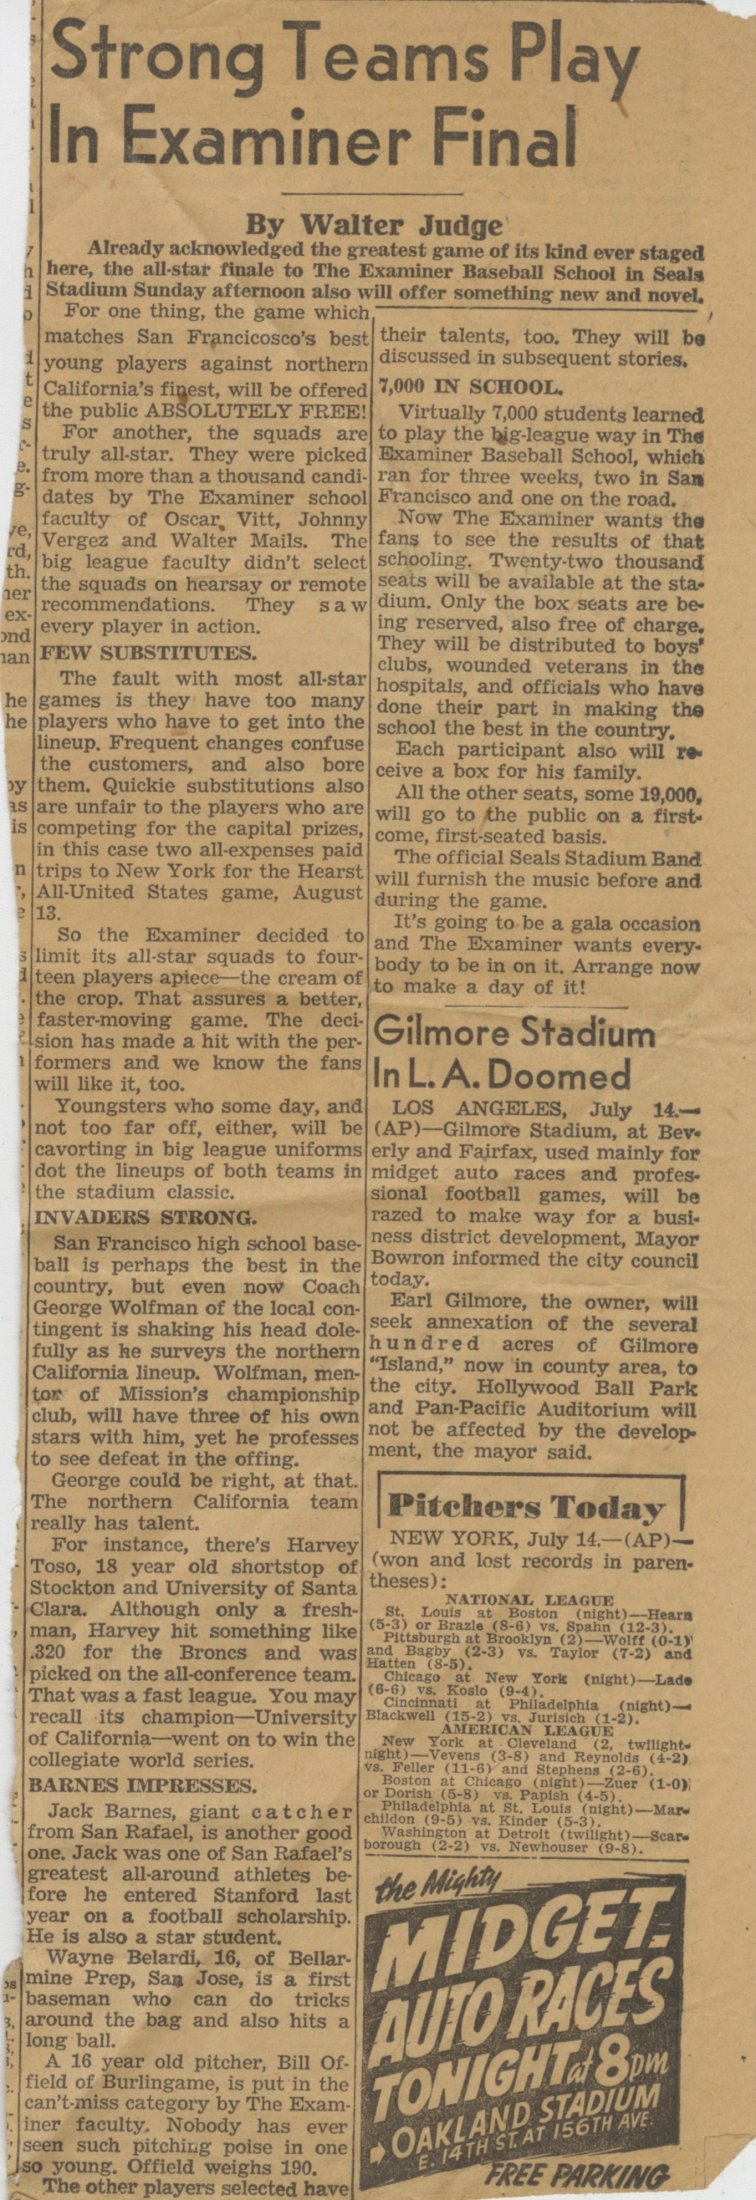 Strong Teams Play
In Examiner Final
By Walter Judge
Already acknowledged the greatest game of its kind ever staged
here, the all-star finale to The Examiner Baseball School in Seals
Stadium Sunday afternoon also will offer something new and novel.
For one thing, the game which
matches San Francicosco's best
young players against northern
California's finest, will be offered
the public ABSOLUTELY FREE!
For another, the squads are
truly all-star. They were picked
from more than a thousand candi-
dates by The Examiner school
faculty of Oscar Vitt, Johnny
Vergez and Walter Mails. The
big league faculty didn't select
the squads on hearsay or remote
recommendations. They saw
every player in action.
FEW SUBSTITUTES.
The fault with most all-star
games is they have too many
players who have to get into the
lineup. Frequent changes confuse
the customers, and also bore
them. Quickie substitutions also
are unfair to the players who are
competing for the capital prizes,
in this case two all-expenses paid
trips to New York for the Hearst
All-United States game, August
13.
So the Examiner decided to
limit its all-star squads to four-
teen players apiece—the cream of
the crop. That assures a better,
faster-moving game. The deci-
sion has made a hit with the per-
formers and we know the fans
will like it, too.
Youngsters who some day, and
not too far off, either, will be
cavorting in big league uniforms
dot the lineups of both teams in
the stadium classic.
INVADERS STRONG.
San Francisco high school base-
ball is perhaps the best in the
country, but even now Coach
George Wolfman of the local con-
tingent is shaking his head dole-
fully as he surveys the northern
California lineup. Wolfman, men-
tor of Mission's championship
club, will have three of his own
stars with him, yet he professes
to see defeat in the offing.
George could be right, at that.
The northern California team
really has talent.
For instance, there's Harvey
Toso, 18 year old shortstop of
Stockton and University of Santa
Clara. Although only a fresh-
man, Harvey hit something like
.320 for the Broncs and was
picked on the all-conference team.
That was a fast league. You may
recall its champion—University
of California—went on to win the
collegiate world series.
BARNES IMPRESSES.
Jack Barnes, giant catcher
from San Rafael, is another good
one. Jack was one of San Rafael's
greatest all-around athletes be-
fore he entered Stanford last
year on a football scholarship.
He is also a star student.
Wayne Belardi, 16, of Bellar-
mine Prep, San Jose, is a first
baseman who can do tricks
around the bag and also hits a
long ball.
A 16 year old pitcher, Bill Of-
field of Burlingame, is put in the
can't-miss category by The Exam-
iner faculty. Nobody has ever
seen such pitching poise in one
so young. Offield weighs 190.
The other players selected have
their talents, too. They will be
discussed in subsequent stories.
7,000 IN SCHOOL.
Virtually 7,000 students learned
to play the big-league way in The
Examiner Baseball School, which
ran for three weeks, two in San
Francisco and one on the road.
Now The Examiner wants the
fans to see the results of that
schooling. Twenty-two thousand
seats will be available at the sta-
dium. Only the box seats are be-
ing reserved, also free of charge.
They will be distributed to boys'
clubs, wounded veterans in the
hospitals, and officials who have
done their part in making the
school the best in the country.
Each participant also will re-
ceive a box for his family.
All the other seats, some 19,000,
will go to the public on a first-
come, first-seated basis.
The official Seals Stadium Band
will furnish the music before and
during the game.
It's going to be a gala occasion
and The Examiner wants every-
body to be in on it. Arrange now
to make a day of it!
Gilmore Stadium
In L. A. Doomed
LOS ANGELES, July 14.—
(AP)—Gilmore Stadium, at Bev-
erly and Fairfax, used mainly for
midget auto races and profes-
sional football games, will be
razed to make way for a busi-
ness district development, Mayor
Bowron informed the city council
today.
Earl Gilmore, the owner, will
seek annexation of the several
hundred acres of Gilmore
"Island," now in county area, to
the city. Hollywood Ball Park
and Pan-Pacific Auditorium will
not be affected by the develop-
ment, the mayor said.
Pitchers Today
NEW YORK, July 14.—(AP)—
(won and lost records in paren-
theses):
NATIONAL LEAGUE
St. Louis at Boston (night)—Hearn
(5-3) or Brazle (8-6) vs. Spahn (12-3).
Pittsburgh at Brooklyn (2)—Wolff (0-1)
and Bagby (2-3) vs. Taylor (7-2) and
Hatten (8-5).
Chicago at New York (night)—Lade
(6-6) vs. Koslo (9-4).
Cincinnati at Philadelphia (night)—
Blackwell (15-2) vs. Jurisich (1-2).
AMERICAN LEAGUE
New York at Cleveland (2, twilight-
night)—Vevens (3-8) and Reynolds (4-2)
vs. Feller (11-6) and Stephens (2-6).
Boston at Chicago (night)—Zuer (1-0)
or Dorish (5-8) vs. Papish (4-5).
Philadelphia at St. Louis (night)—Mar-
childon (9-5) vs. Kinder (5-3).
Washington at Detroit (twilight)—Scar-
borough (2-2) vs. Newhouser (9-8).
the Mighty
MIDGET
AUTO RACES
TONIGHT at 8pm
OAKLAND STADIUM
E. 14TH ST. AT 156TH AVE.
FREE PARKING